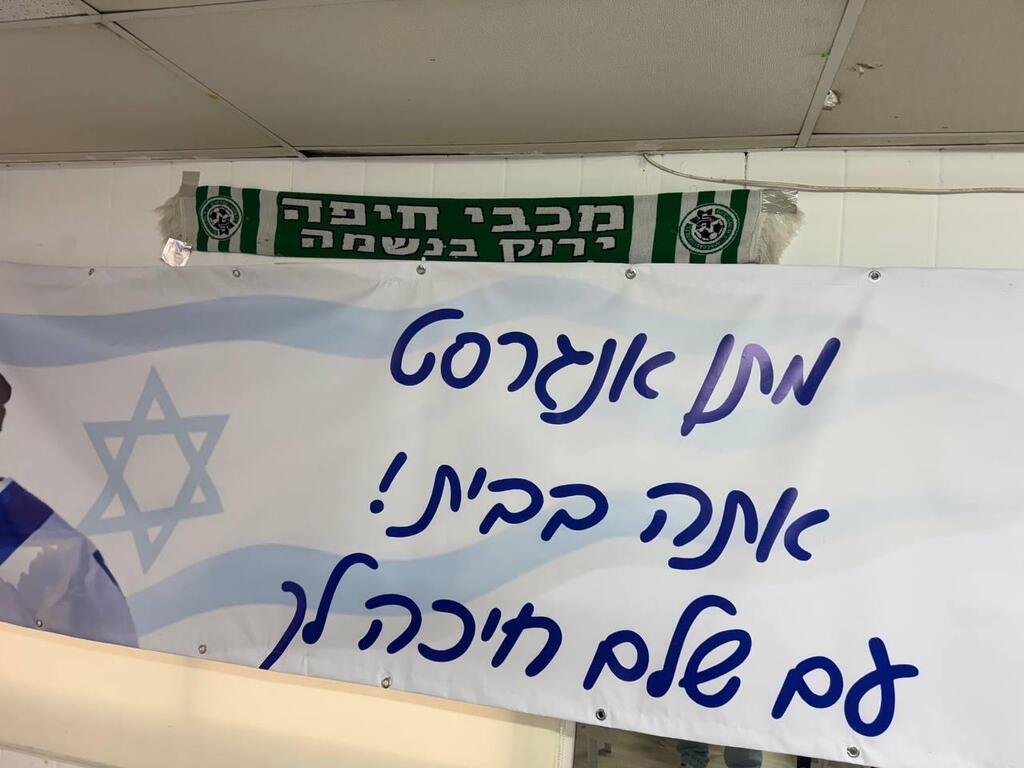 מכבי חיפה
ירוק בנשמה
מתן אנגרסט
אתה בבית!
עם שלם חיכה לך